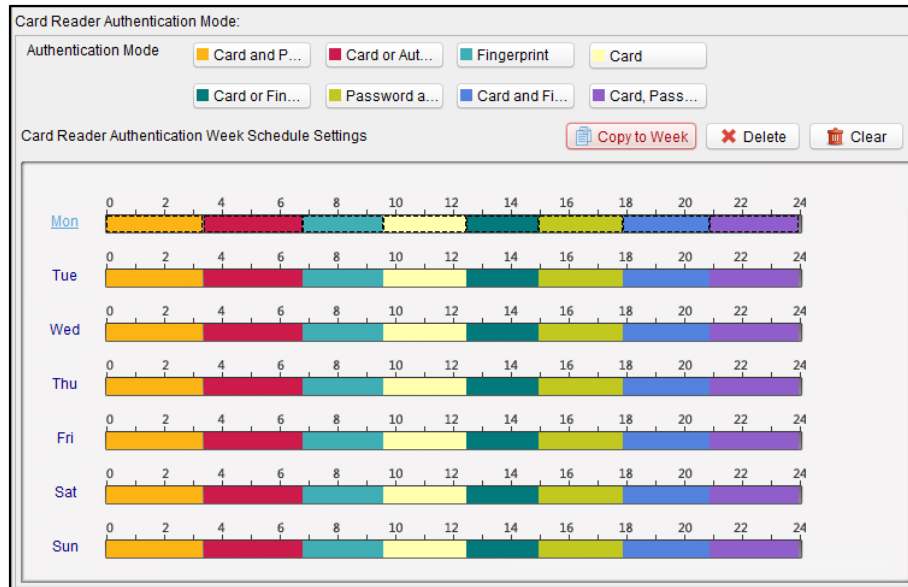 Card Reader Authentication Mode:
Authentication Mode
Card and P...
Card or Aut...
Fingerprint
Card
Card or Fin...
Password a...
Card and Fi...
Card, Pass...
Card Reader Authentication Week Schedule Settings
Copy to Week
Delete
Clear
0 2 4 6 8 10 12 14 16 18 20 22 24
Mon
0 2 4 6 8 10 12 14 16 18 20 22 24
Tue
0 2 4 6 8 10 12 14 16 18 20 22 24
Wed
0 2 4 6 8 10 12 14 16 18 20 22 24
Thu
0 2 4 6 8 10 12 14 16 18 20 22 24
Fri
0 2 4 6 8 10 12 14 16 18 20 22 24
Sat
0 2 4 6 8 10 12 14 16 18 20 22 24
Sun